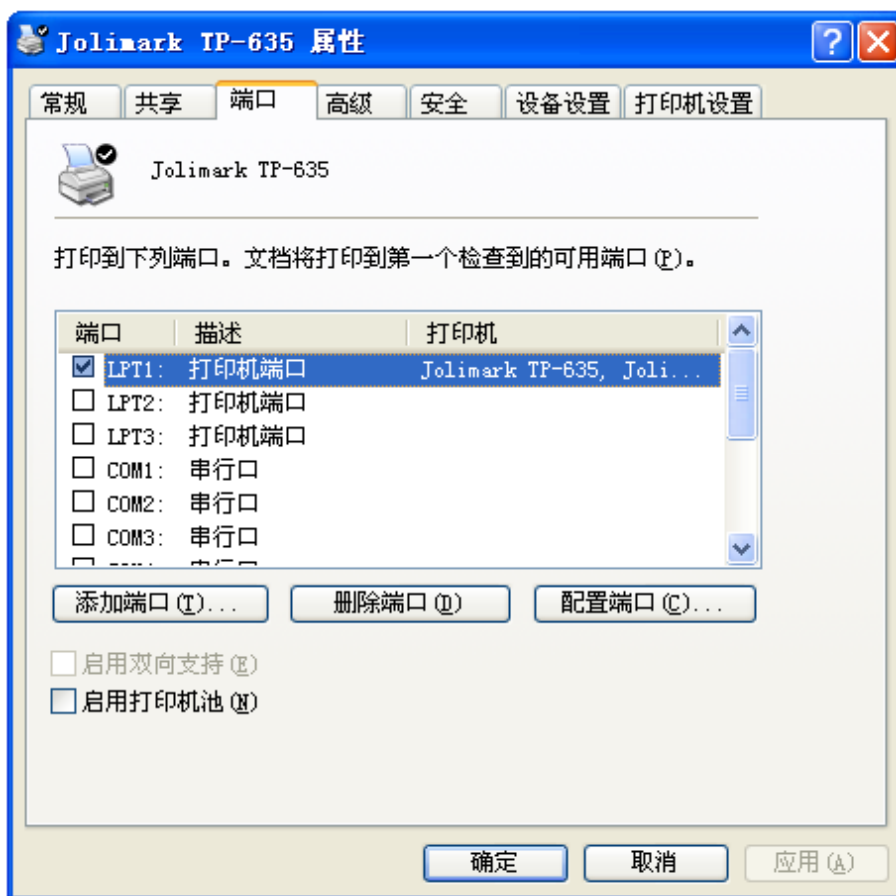 Jolimark TP-635 属性
常规 共享 端口 高级 安全 设备设置 打印机设置
Jolimark TP-635
打印到下列端口。文档将打印到第一个检查到的可用端口(P)。
端口 描述 打印机
LPT1: 打印机端口 Jolimark TP-635, Joli...
LPT2: 打印机端口
LPT3: 打印机端口
COM1: 串行口
COM2: 串行口
COM3: 串行口
添加端口(T)... 删除端口(D) 配置端口(C)...
启用双向支持(E)
启用打印机池(N)
确定 取消 应用(A)